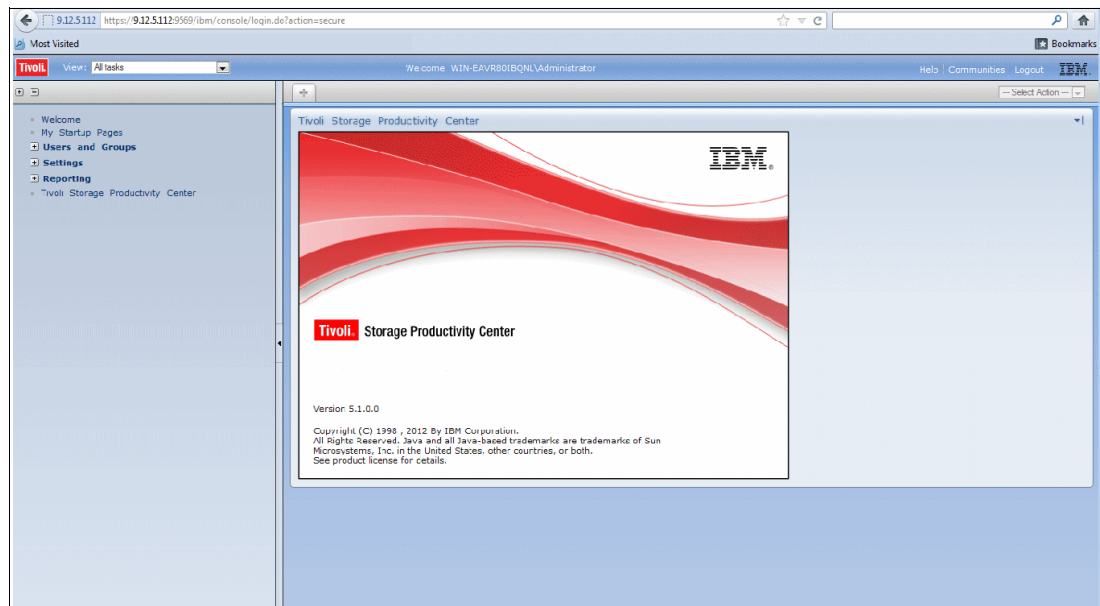 9.12.5.112 https://9.12.5.112:9569/ibm/console/login.do?action=secure
Most Visited
Bookmarks
Tivoli. View: All tasks Welcome WIN-EAVR80IBQNL\Administrator Help Communities Logout IBM.
-- Select Action --
Welcome
My Startup Pages
Users and Groups
Settings
Reporting
Tivoli Storage Productivity Center
Tivoli Storage Productivity Center
IBM.
Tivoli. Storage Productivity Center
Version 5.1.0.0
Copyright (C) 1998 , 2012 By IBM Corporation.
All Rights Reserved. Java and all Java-based trademarks are trademarks of Sun
Microsystems, Inc. in the United States, other countries, or both.
See product license for details.